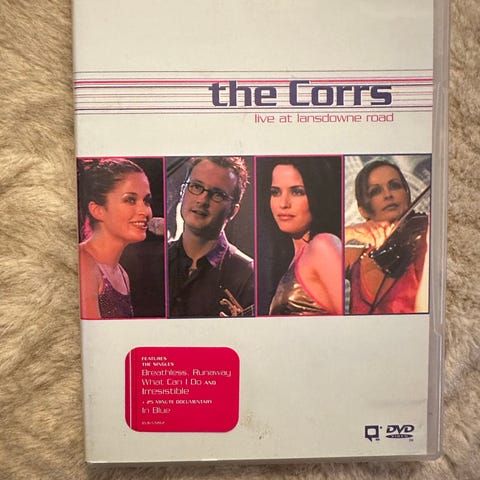 the Corrs
live at lansdowne road
FEATURES
THE SINGLES
Breathless, Runaway
What Can I Do AND
Irresistible
+ 25 MINUTE DOCUMENTARY
In Blue
DVD
VIDEO